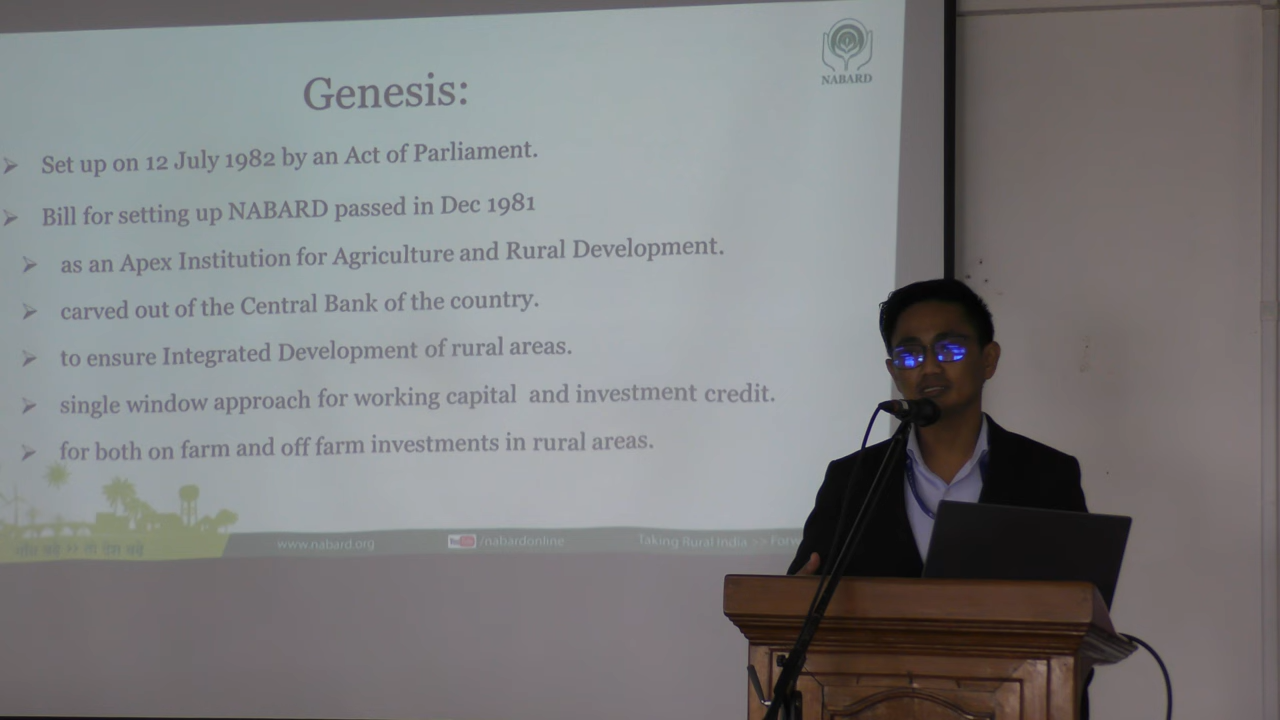 NABARD
Genesis:
➢ Set up on 12 July 1982 by an Act of Parliament.
➢ Bill for setting up NABARD passed in Dec 1981
➢ as an Apex Institution for Agriculture and Rural Development.
➢ carved out of the Central Bank of the country.
➢ to ensure Integrated Development of rural areas.
➢ single window approach for working capital and investment credit.
➢ for both on farm and off farm investments in rural areas.
www.nabard.org
/nabardonline
Taking Rural India >>